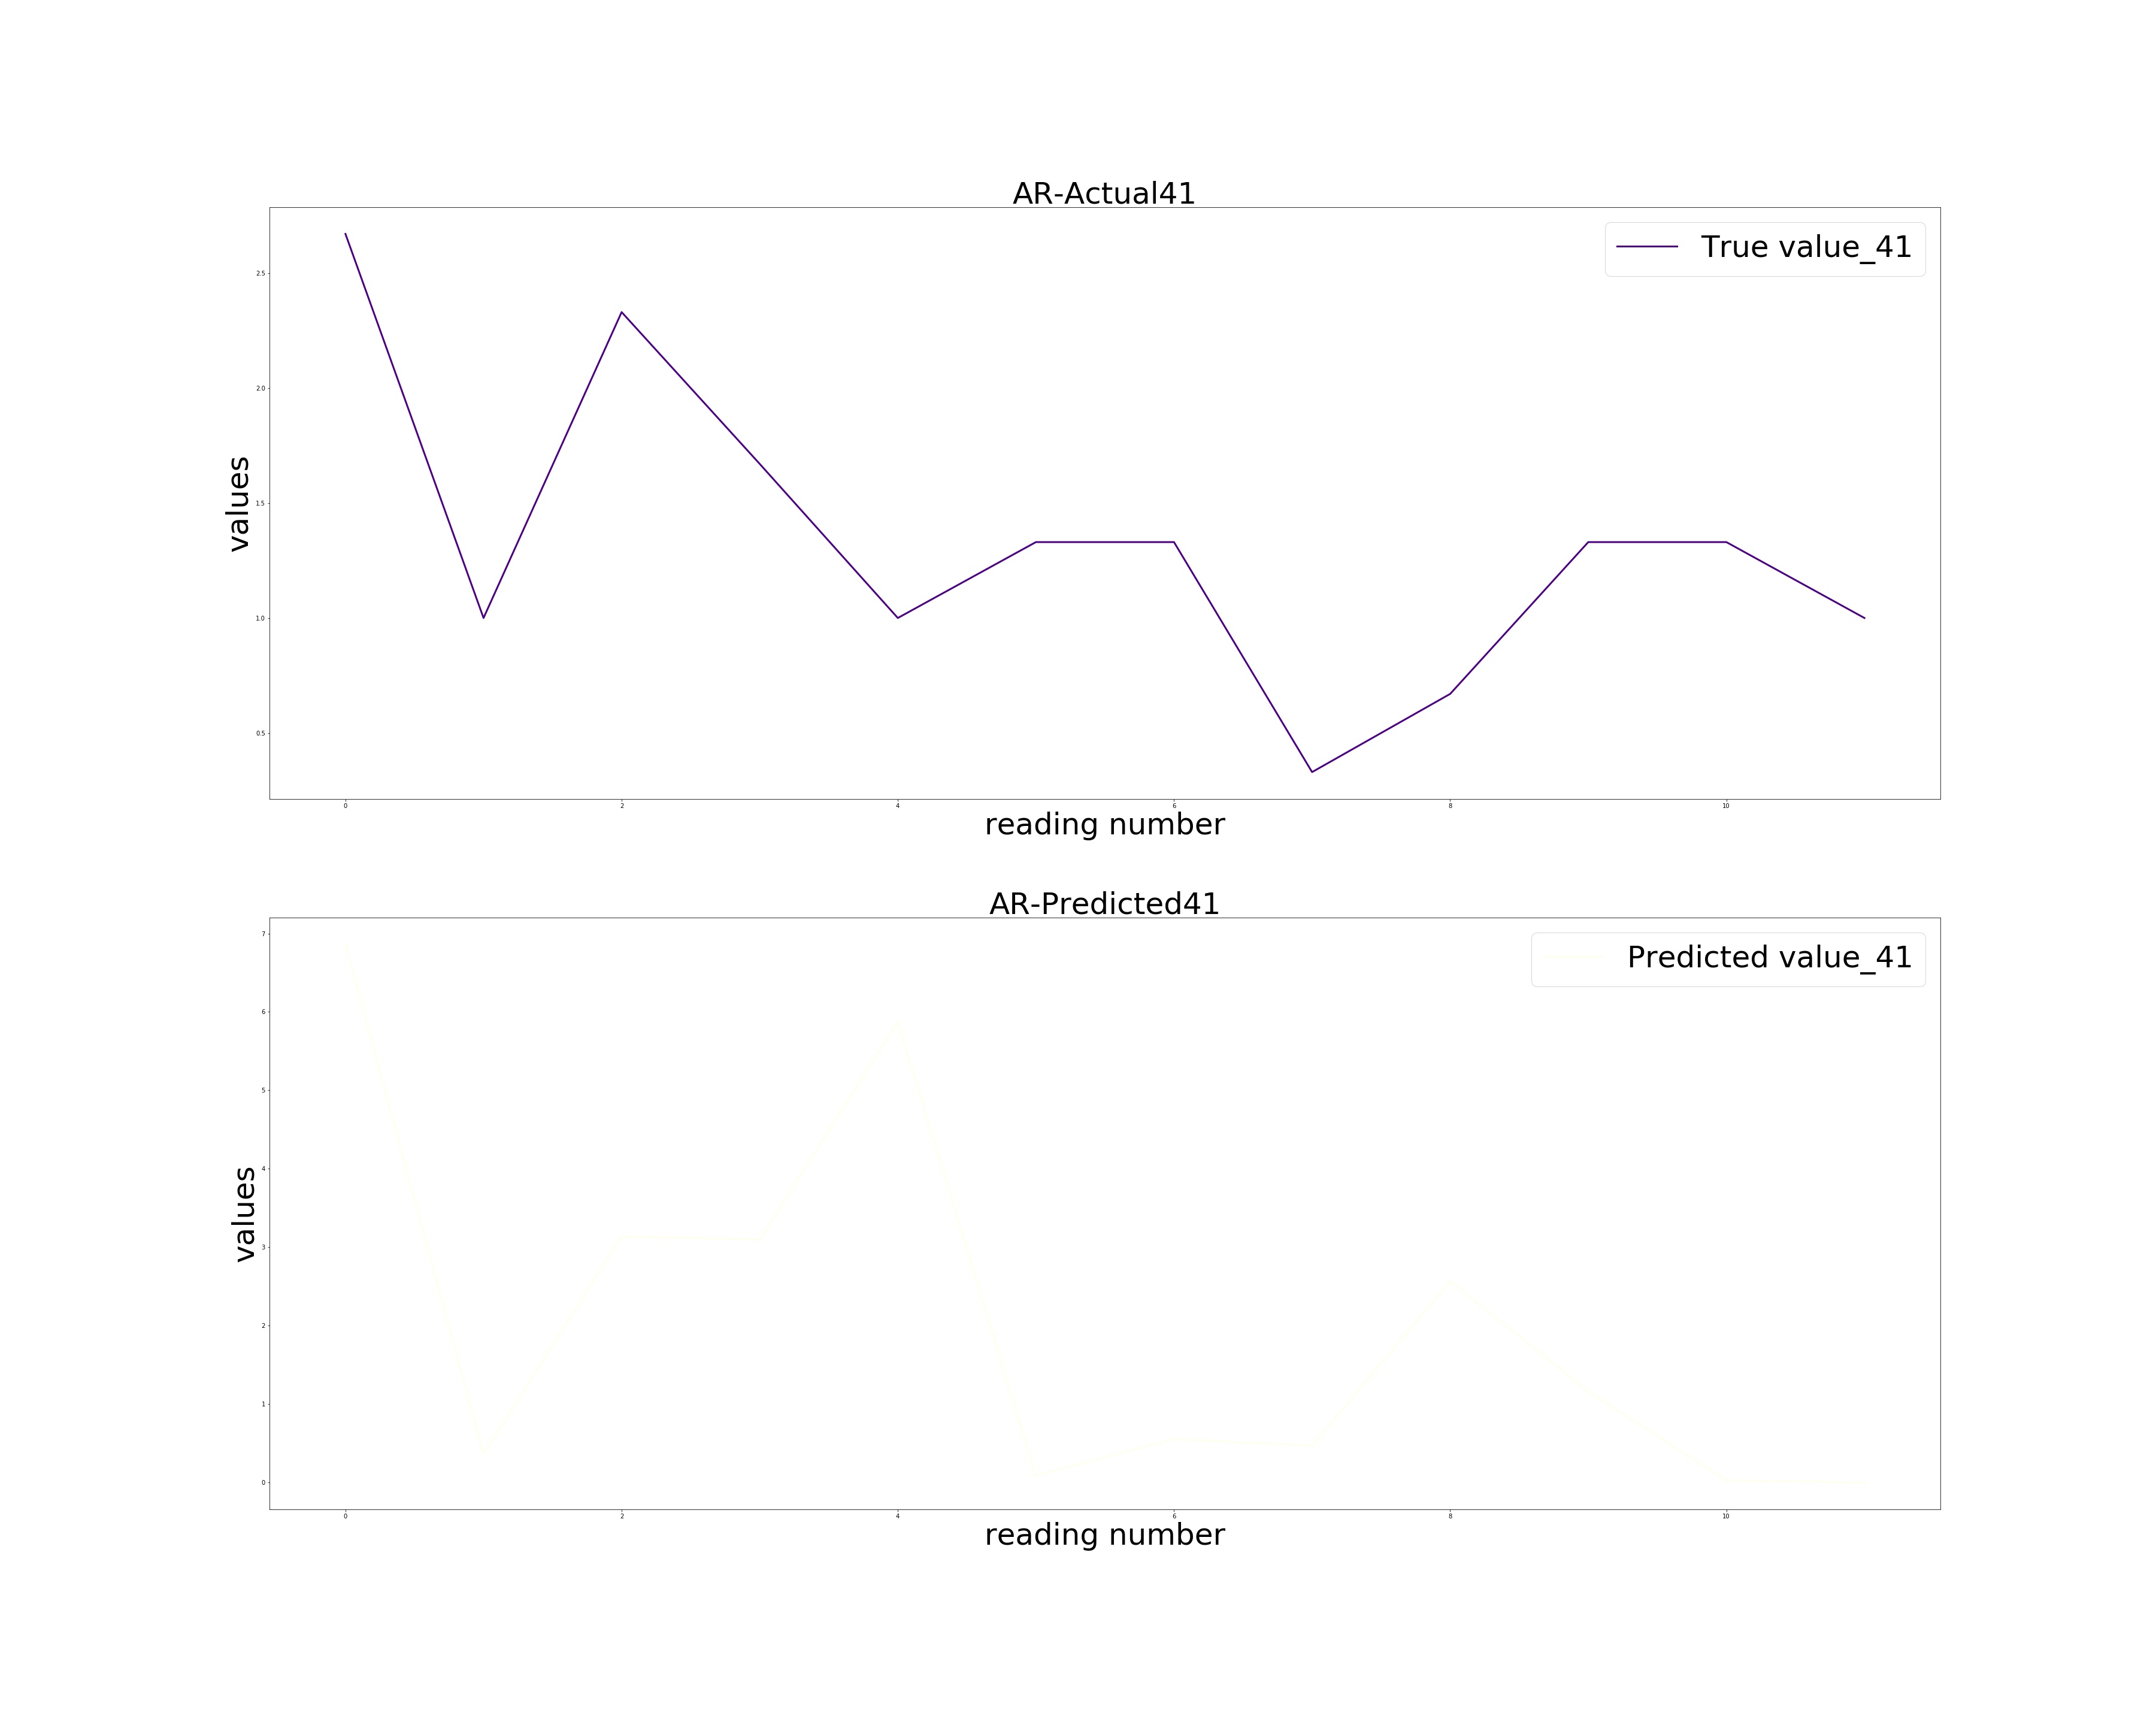 AR-Actual41
True value_41
values
2.5
2.0
1.5
1.0
0.5
0 2 4 6 8 10
reading number
AR-Predicted41
Predicted value_41
values
7
6
5
4
3
2
1
0
0 2 4 6 8 10
reading number